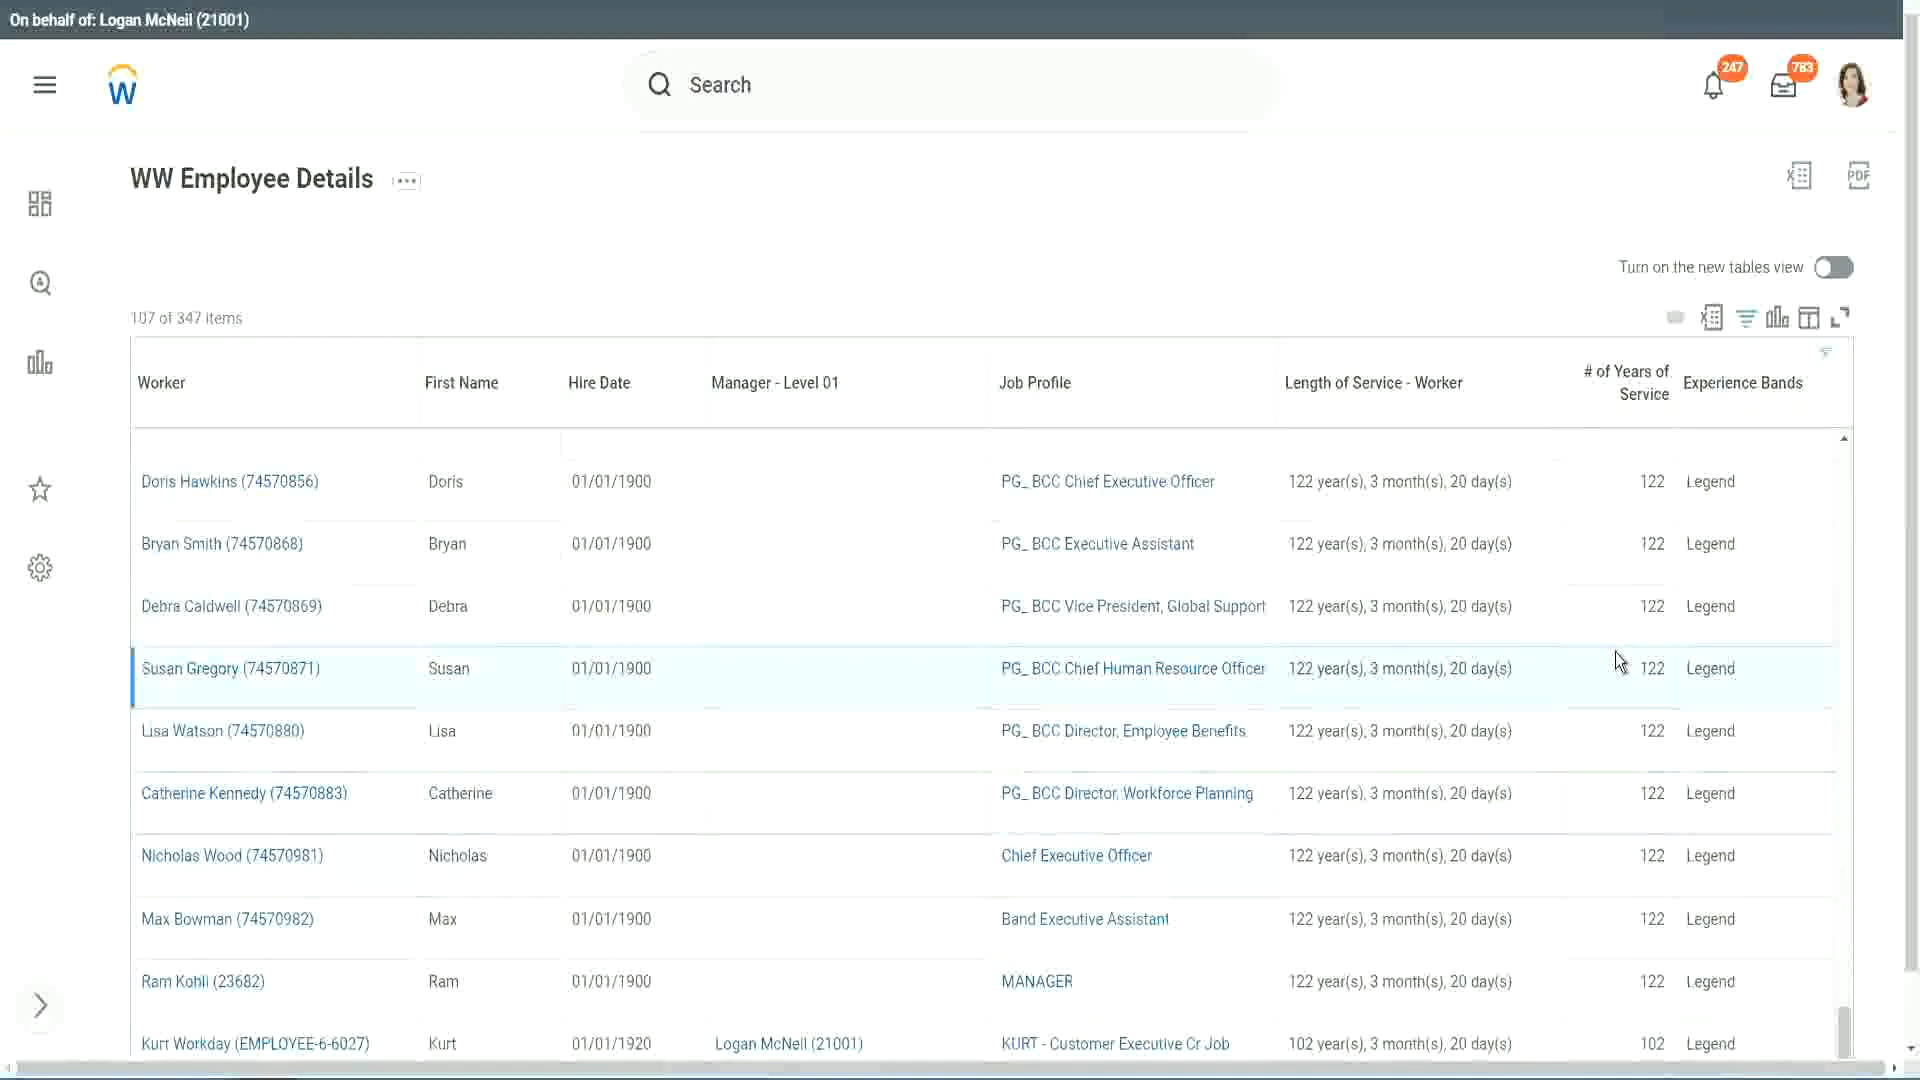 On behalf of: Logan McNeil (21001)
W
Search
247
783
WW Employee Details
X
PDF
Turn on the new tables view
107 of 347 items
X
Worker First Name Hire Date Manager - Level 01 Job Profile Length of Service - Worker # of Years of Service Experience Bands
Doris Hawkins (74570856) Doris 01/01/1900 PG_ BCC Chief Executive Officer 122 year(s), 3 month(s), 20 day(s) 122 Legend
Bryan Smith (74570868) Bryan 01/01/1900 PG_ BCC Executive Assistant 122 year(s), 3 month(s), 20 day(s) 122 Legend
Debra Caldwell (74570869) Debra 01/01/1900 PG_ BCC Vice President, Global Support 122 year(s), 3 month(s), 20 day(s) 122 Legend
Susan Gregory (74570871) Susan 01/01/1900 PG_ BCC Chief Human Resource Officer 122 year(s), 3 month(s), 20 day(s) 122 Legend
Lisa Watson (74570880) Lisa 01/01/1900 PG_ BCC Director, Employee Benefits 122 year(s), 3 month(s), 20 day(s) 122 Legend
Catherine Kennedy (74570883) Catherine 01/01/1900 PG_ BCC Director, Workforce Planning 122 year(s), 3 month(s), 20 day(s) 122 Legend
Nicholas Wood (74570981) Nicholas 01/01/1900 Chief Executive Officer 122 year(s), 3 month(s), 20 day(s) 122 Legend
Max Bowman (74570982) Max 01/01/1900 Band Executive Assistant 122 year(s), 3 month(s), 20 day(s) 122 Legend
Ram Kohli (23682) Ram 01/01/1900 MANAGER 122 year(s), 3 month(s), 20 day(s) 122 Legend
Kurt Workday (EMPLOYEE-6-6027) Kurt 01/01/1920 Logan McNeil (21001) KURT - Customer Executive Cr Job 102 year(s), 3 month(s), 20 day(s) 102 Legend